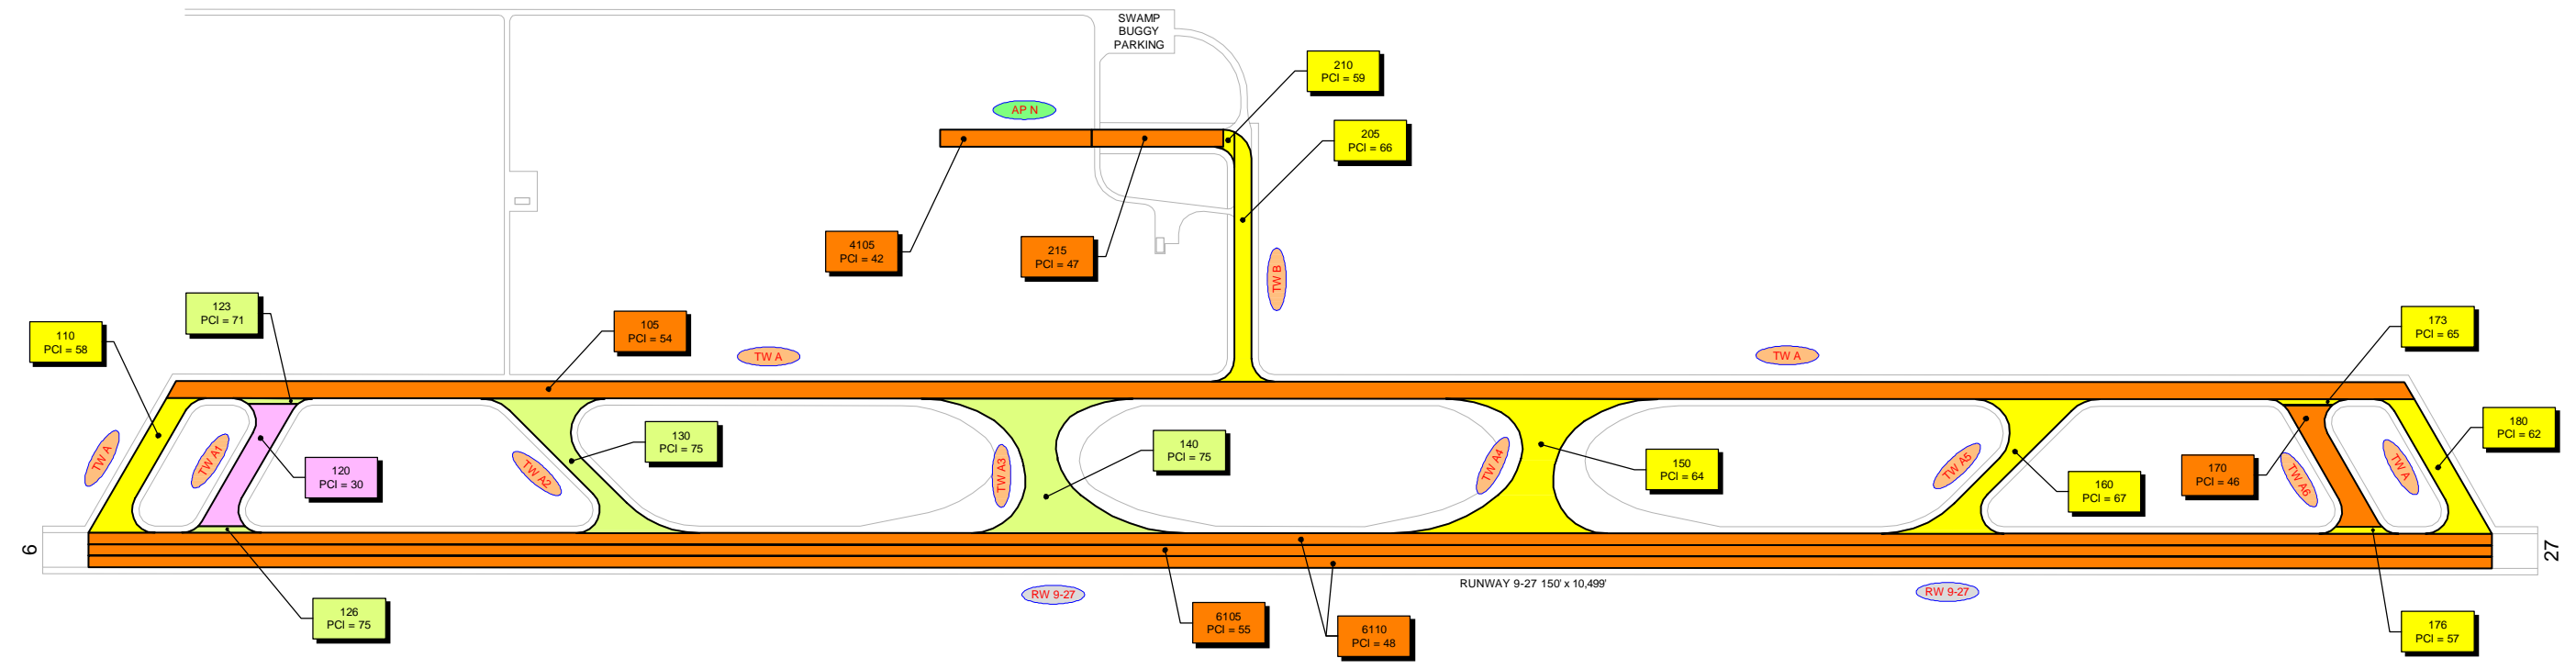 SWAMP
BUGGY
PARKING
210
PCI = 59
AP N
205
PCI = 66
4105
PCI = 42
215
PCI = 47
TW B
123
PCI = 71
110
PCI = 58
105
PCI = 54
TW A
TW A
173
PCI = 65
TW A
TW A1
120
PCI = 30
TW A2
130
PCI = 75
TW A3
140
PCI = 75
TW A4
150
PCI = 64
TW A5
160
PCI = 67
170
PCI = 46
TW A6
TW A
180
PCI = 62
9
27
RUNWAY 9-27 150' x 10,499'
RW 9-27
RW 9-27
126
PCI = 75
6105
PCI = 55
6110
PCI = 48
176
PCI = 57